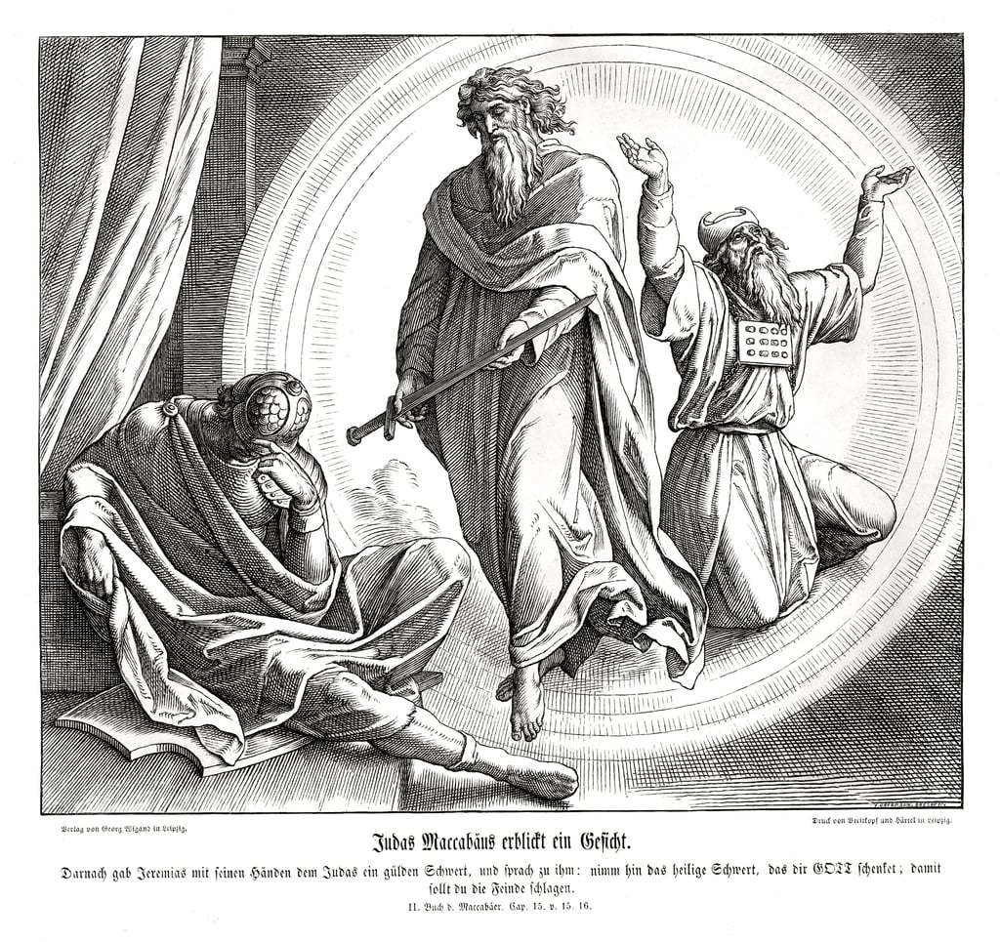 Verlag von Georg Wigand in Leipzig.
Druck von Breitkopf und Härtel in Leipzig.
Judas Maccabäus erblickt ein Gesicht.
Darnach gab Jeremias mit seinen Händen dem Judas ein gülden Schwert, und sprach zu ihm: nimm hin das heilige Schwert, das dir GOTT schenket; damit
sollt du die Feinde schlagen.
II. Buch d. Maccabäer. Cap. 15. v. 15. 16.